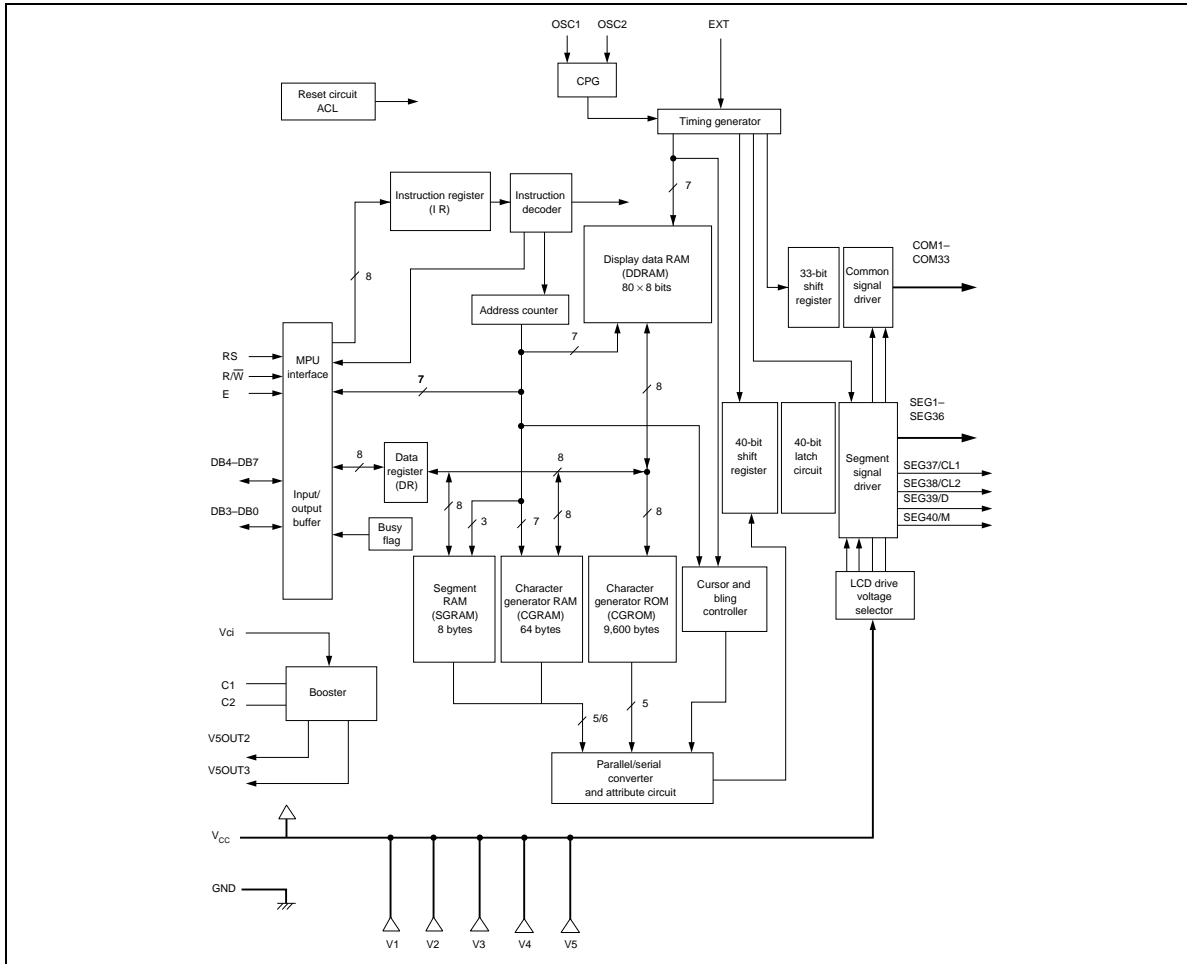 OSC1 OSC2 EXT
CPG
Reset circuit
ACL
Timing generator
7
Instruction register
(I R)
Instruction
decoder
8
Display data RAM
(DDRAM)
80 × 8 bits
COM1–
COM33
33-bit
shift
register
Common
signal
driver
Address counter
7
RS
R/W̅
E
MPU
interface
7
8
SEG1–
SEG36
40-bit
shift
register
40-bit
latch
circuit
Segment
signal
driver
DB4–DB7
8
Data
register
(DR)
8
SEG37/CL1
SEG38/CL2
SEG39/D
SEG40/M
DB3–DB0
Input/
output
buffer
Busy
flag
8
3
7
8
8
Segment
RAM
(SGRAM)
8 bytes
Character
generator RAM
(CGRAM)
64 bytes
Character
generator ROM
(CGROM)
9,600 bytes
Cursor and
bling
controller
LCD drive
voltage
selector
Vci
C1
C2
Booster
5/6
5
V5OUT2
V5OUT3
Parallel/serial
converter
and attribute circuit
VCC
GND
V1 V2 V3 V4 V5